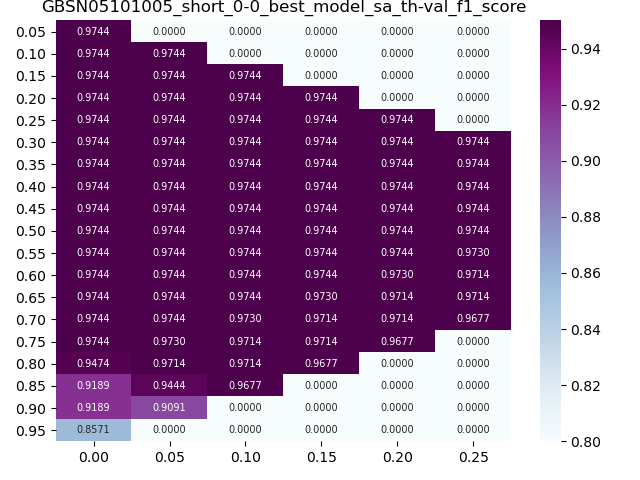 GBSN05101005_short_0-0_best_model_sa_th-val_f1_score
0.05 0.9744 0.0000 0.0000 0.0000 0.0000 0.0000
0.10 0.9744 0.9744 0.0000 0.0000 0.0000 0.0000
0.15 0.9744 0.9744 0.9744 0.0000 0.0000 0.0000
0.20 0.9744 0.9744 0.9744 0.9744 0.0000 0.0000
0.25 0.9744 0.9744 0.9744 0.9744 0.9744 0.0000
0.30 0.9744 0.9744 0.9744 0.9744 0.9744 0.9744
0.35 0.9744 0.9744 0.9744 0.9744 0.9744 0.9744
0.40 0.9744 0.9744 0.9744 0.9744 0.9744 0.9744
0.45 0.9744 0.9744 0.9744 0.9744 0.9744 0.9744
0.50 0.9744 0.9744 0.9744 0.9744 0.9744 0.9744
0.55 0.9744 0.9744 0.9744 0.9744 0.9744 0.9730
0.60 0.9744 0.9744 0.9744 0.9744 0.9730 0.9714
0.65 0.9744 0.9744 0.9744 0.9730 0.9714 0.9714
0.70 0.9744 0.9744 0.9730 0.9714 0.9714 0.9677
0.75 0.9744 0.9730 0.9714 0.9714 0.9677 0.0000
0.80 0.9474 0.9714 0.9714 0.9677 0.0000 0.0000
0.85 0.9189 0.9444 0.9677 0.0000 0.0000 0.0000
0.90 0.9189 0.9091 0.0000 0.0000 0.0000 0.0000
0.95 0.8571 0.0000 0.0000 0.0000 0.0000 0.0000
0.00 0.05 0.10 0.15 0.20 0.25
0.94
0.92
0.90
0.88
0.86
0.84
0.82
0.80